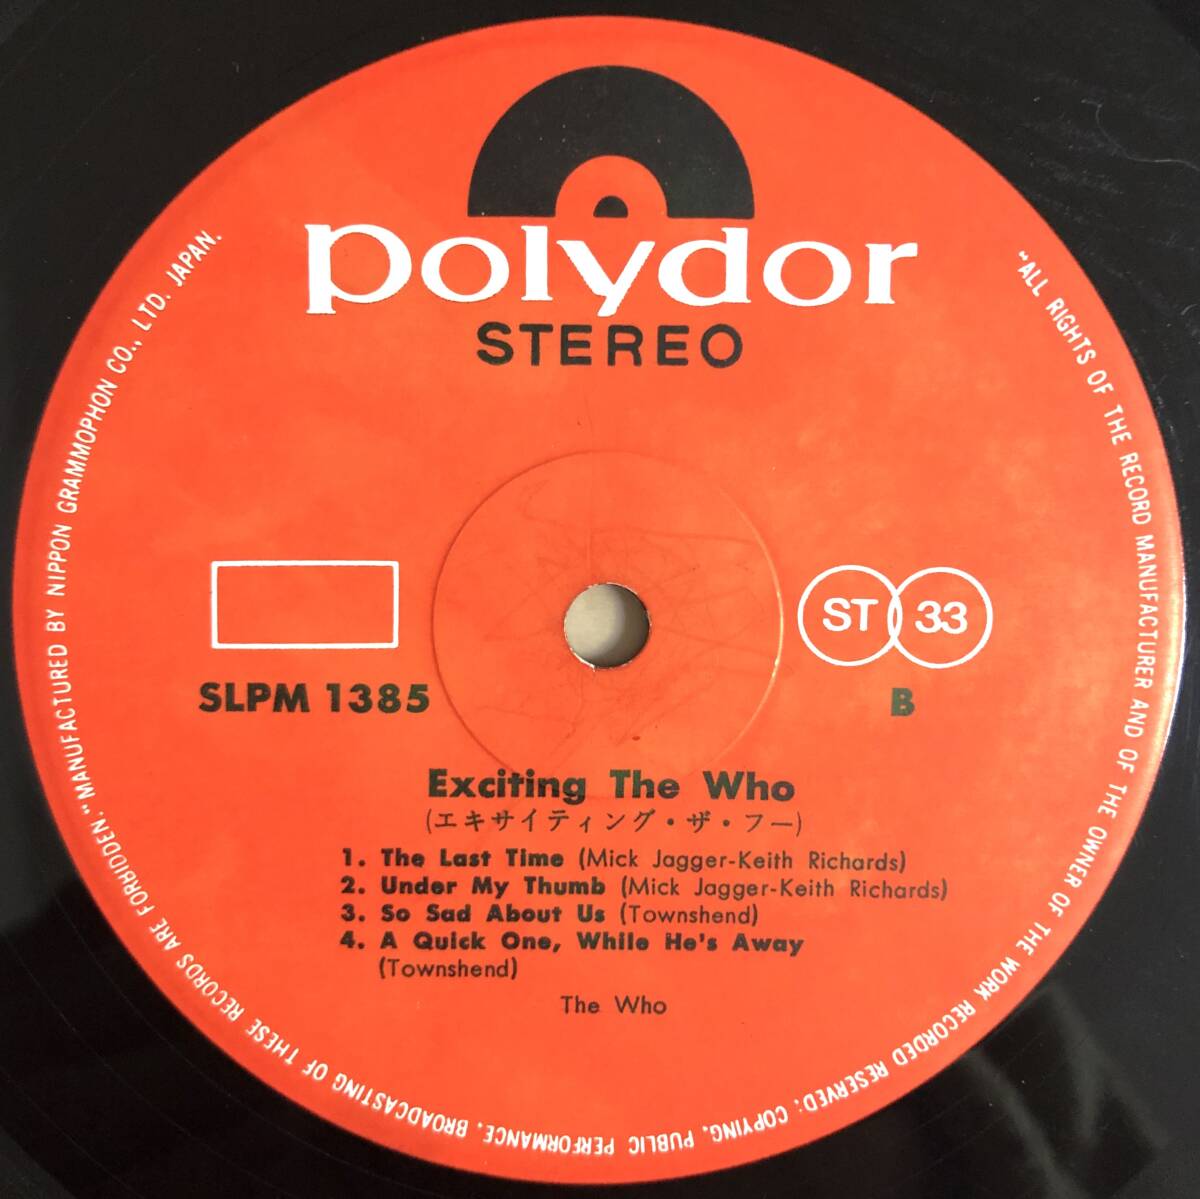 polydor
STEREO
ST 33
SLPM 1385
B
Exciting The Who
(エキサイティング・ザ・フー)
1. The Last Time (Mick Jagger-Keith Richards)
2. Under My Thumb (Mick Jagger-Keith Richards)
3. So Sad About Us (Townshend)
4. A Quick One, While He's Away
(Townshend)
The Who
"ALL RIGHTS OF THE RECORD MANUFACTURER AND OF THE OWNER OF THE WORK RECORDED RESERVED: COPYING, PUBLIC PERFORMANCE, BROADCASTING OF THESE RECORDS ARE FORBIDDEN." MANUFACTURED BY NIPPON GRAMMOPHON CO., LTD. JAPAN.